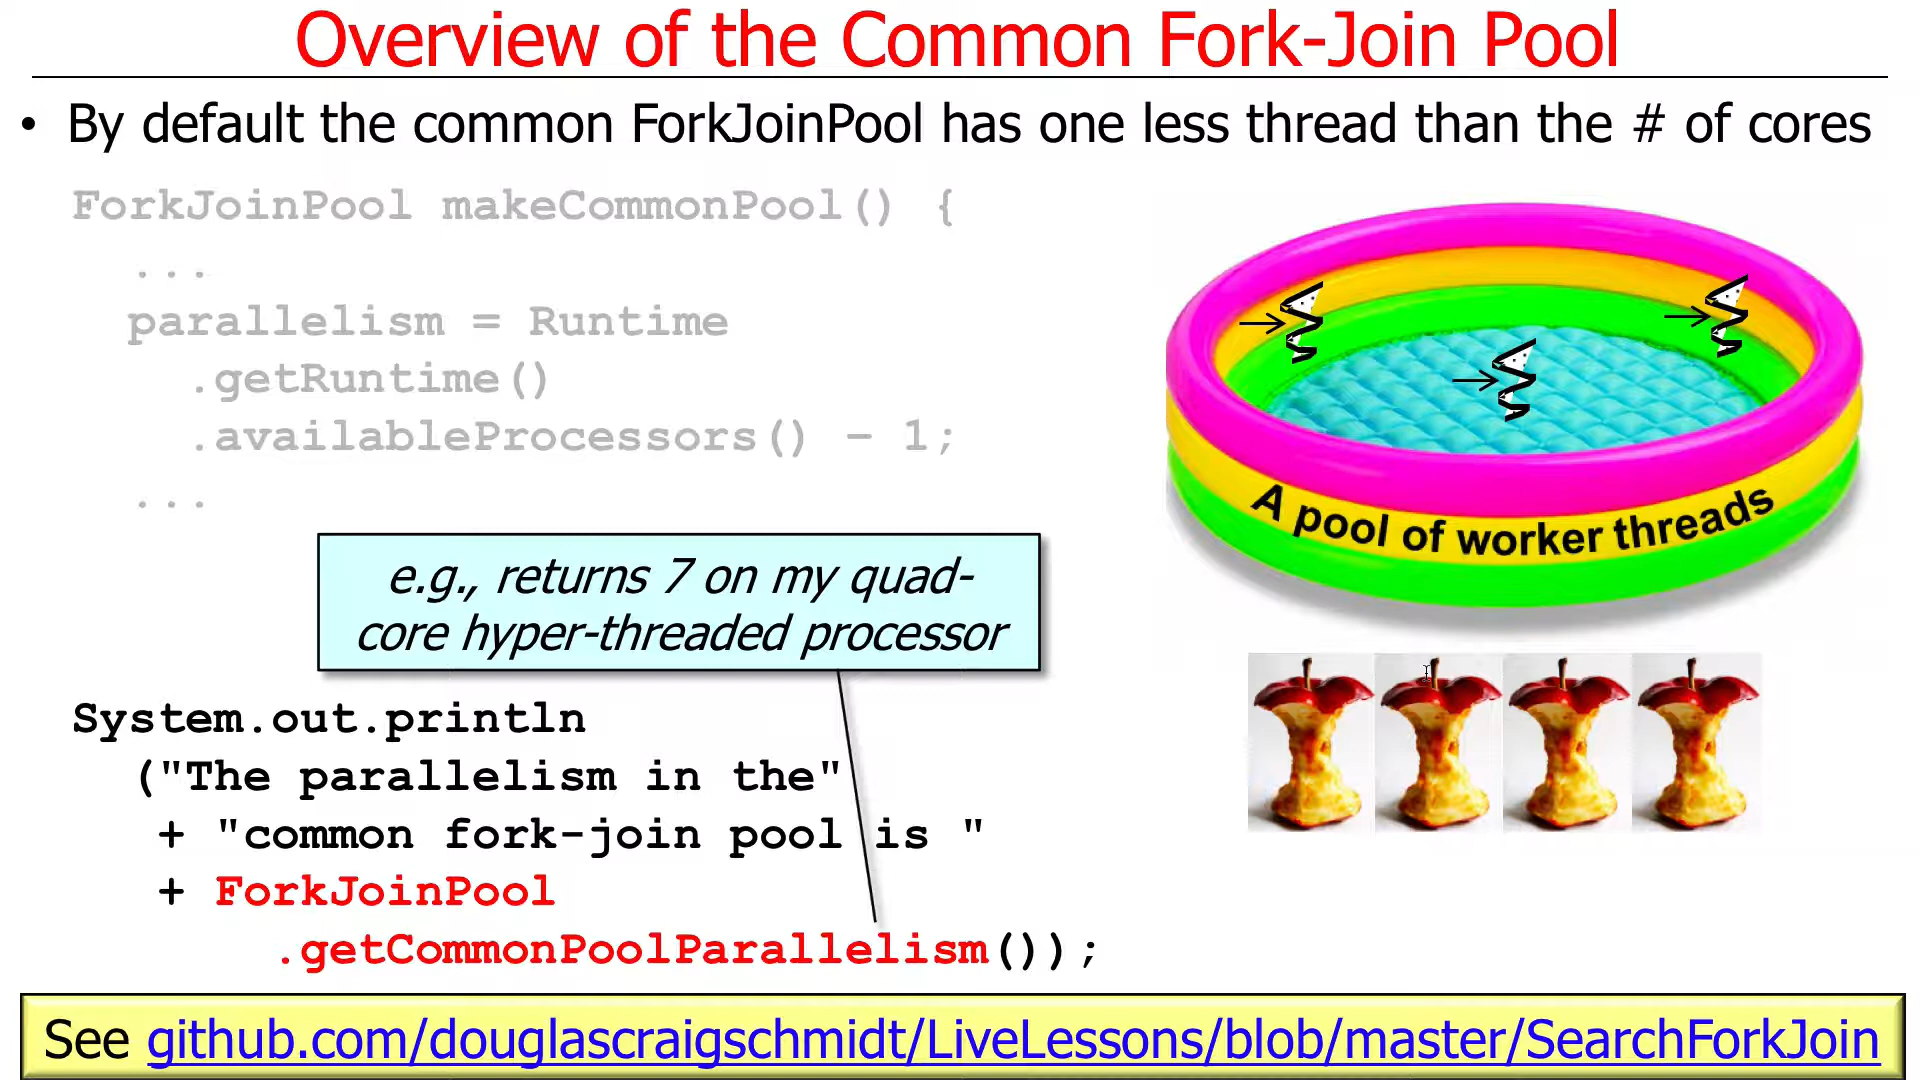 Overview of the Common Fork-Join Pool
• By default the common ForkJoinPool has one less thread than the # of cores
ForkJoinPool makeCommonPool() {
...
parallelism = Runtime
.getRuntime()
.availableProcessors() – 1;
...
A pool of worker threads
e.g., returns 7 on my quad-
core hyper-threaded processor
System.out.println
("The parallelism in the"
+ "common fork-join pool is "
+ ForkJoinPool
.getCommonPoolParallelism());
See github.com/douglascraigschmidt/LiveLessons/blob/master/SearchForkJoin